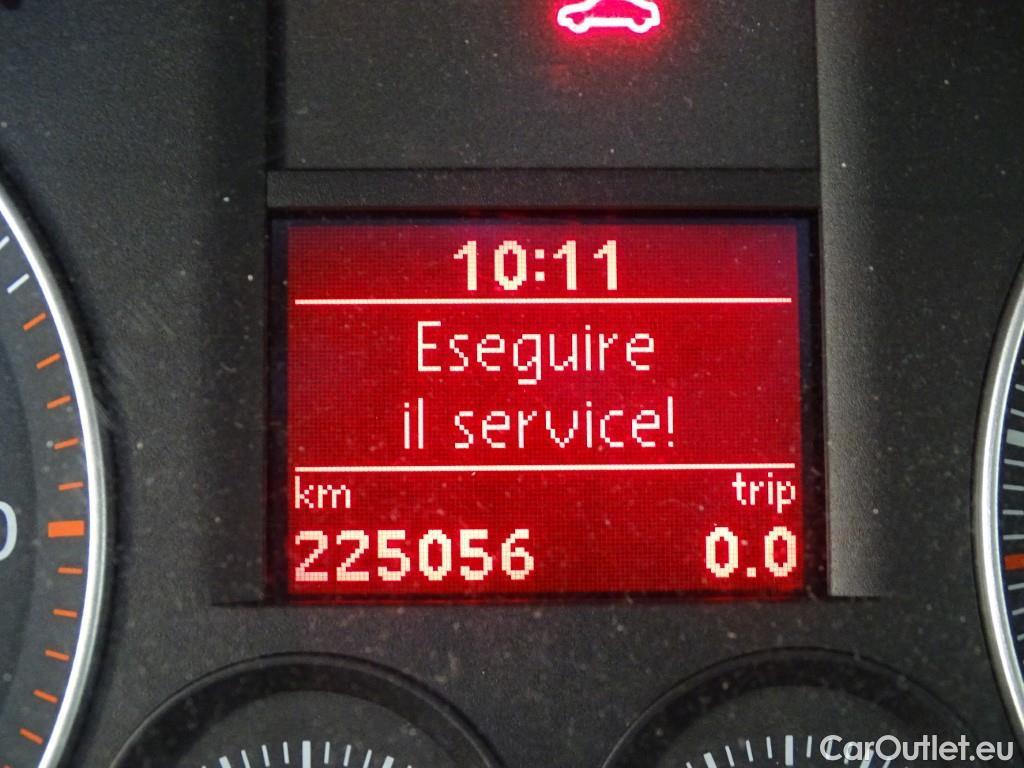 10:11
Eseguire
il service!
km trip
225056 0.0
CarOutlet.eu